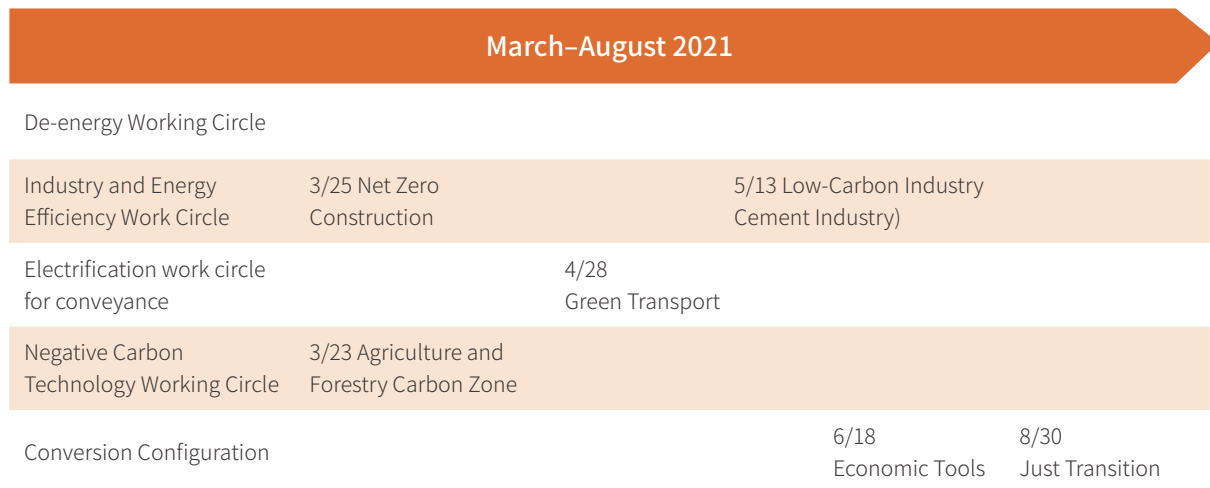 March–August 2021
De-energy Working Circle
Industry and Energy
Efficiency Work Circle
3/25 Net Zero
Construction
5/13 Low-Carbon Industry
Cement Industry)
Electrification work circle
for conveyance
4/28
Green Transport
Negative Carbon
Technology Working Circle
3/23 Agriculture and
Forestry Carbon Zone
Conversion Configuration
6/18
Economic Tools
8/30
Just Transition